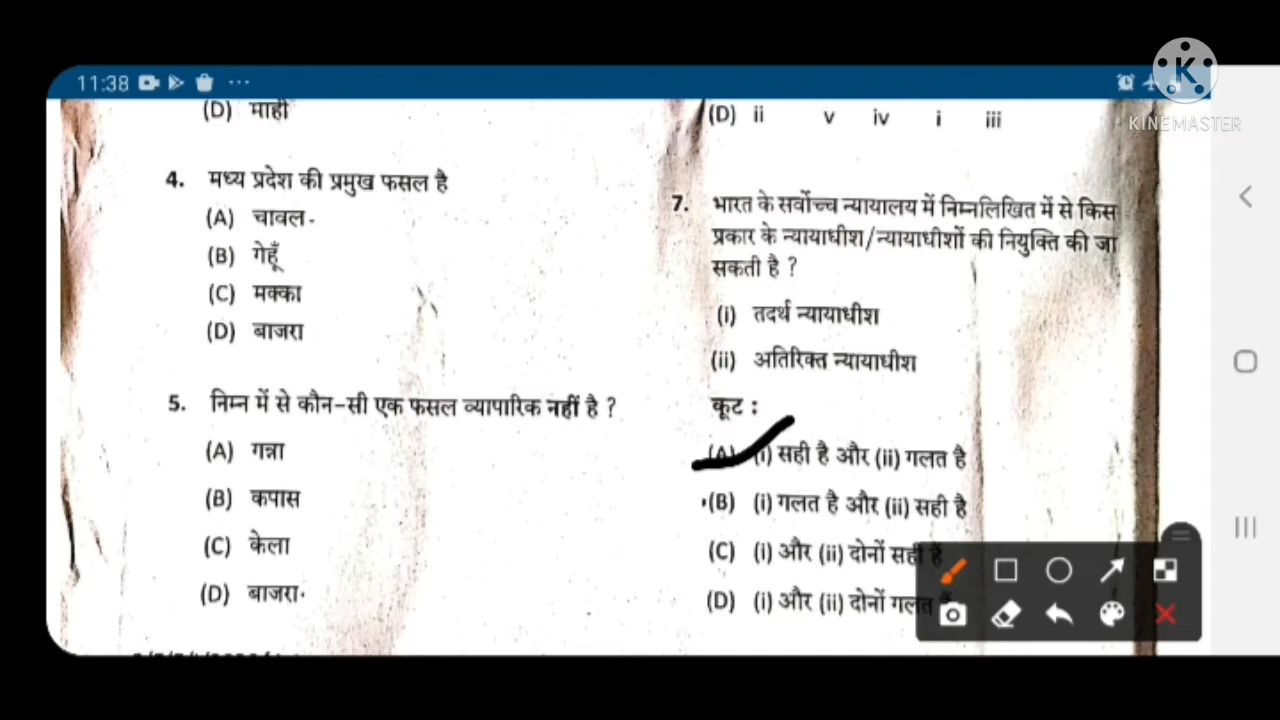 11:38
KINEMASTER
(D) माही
4. मध्य प्रदेश की प्रमुख फसल है
(A) चावल
(B) गेहूँ
(C) मक्का
(D) बाजरा
5. निम्न में से कौन-सी एक फसल व्यापारिक नहीं है ?
(A) गन्ना
(B) कपास
(C) केला
(D) बाजरा
(D) ii v iv i iii
7. भारत के सर्वोच्च न्यायालय में निम्नलिखित में से किस
प्रकार के न्यायाधीश/न्यायाधीशों की नियुक्ति की जा
सकती है ?
(i) तदर्थ न्यायाधीश
(ii) अतिरिक्त न्यायाधीश
कूट :
(A) (i) सही है और (ii) गलत है
(B) (i) गलत है और (ii) सही है
(C) (i) और (ii) दोनों सही हैं
(D) (i) और (ii) दोनों गलत हैं